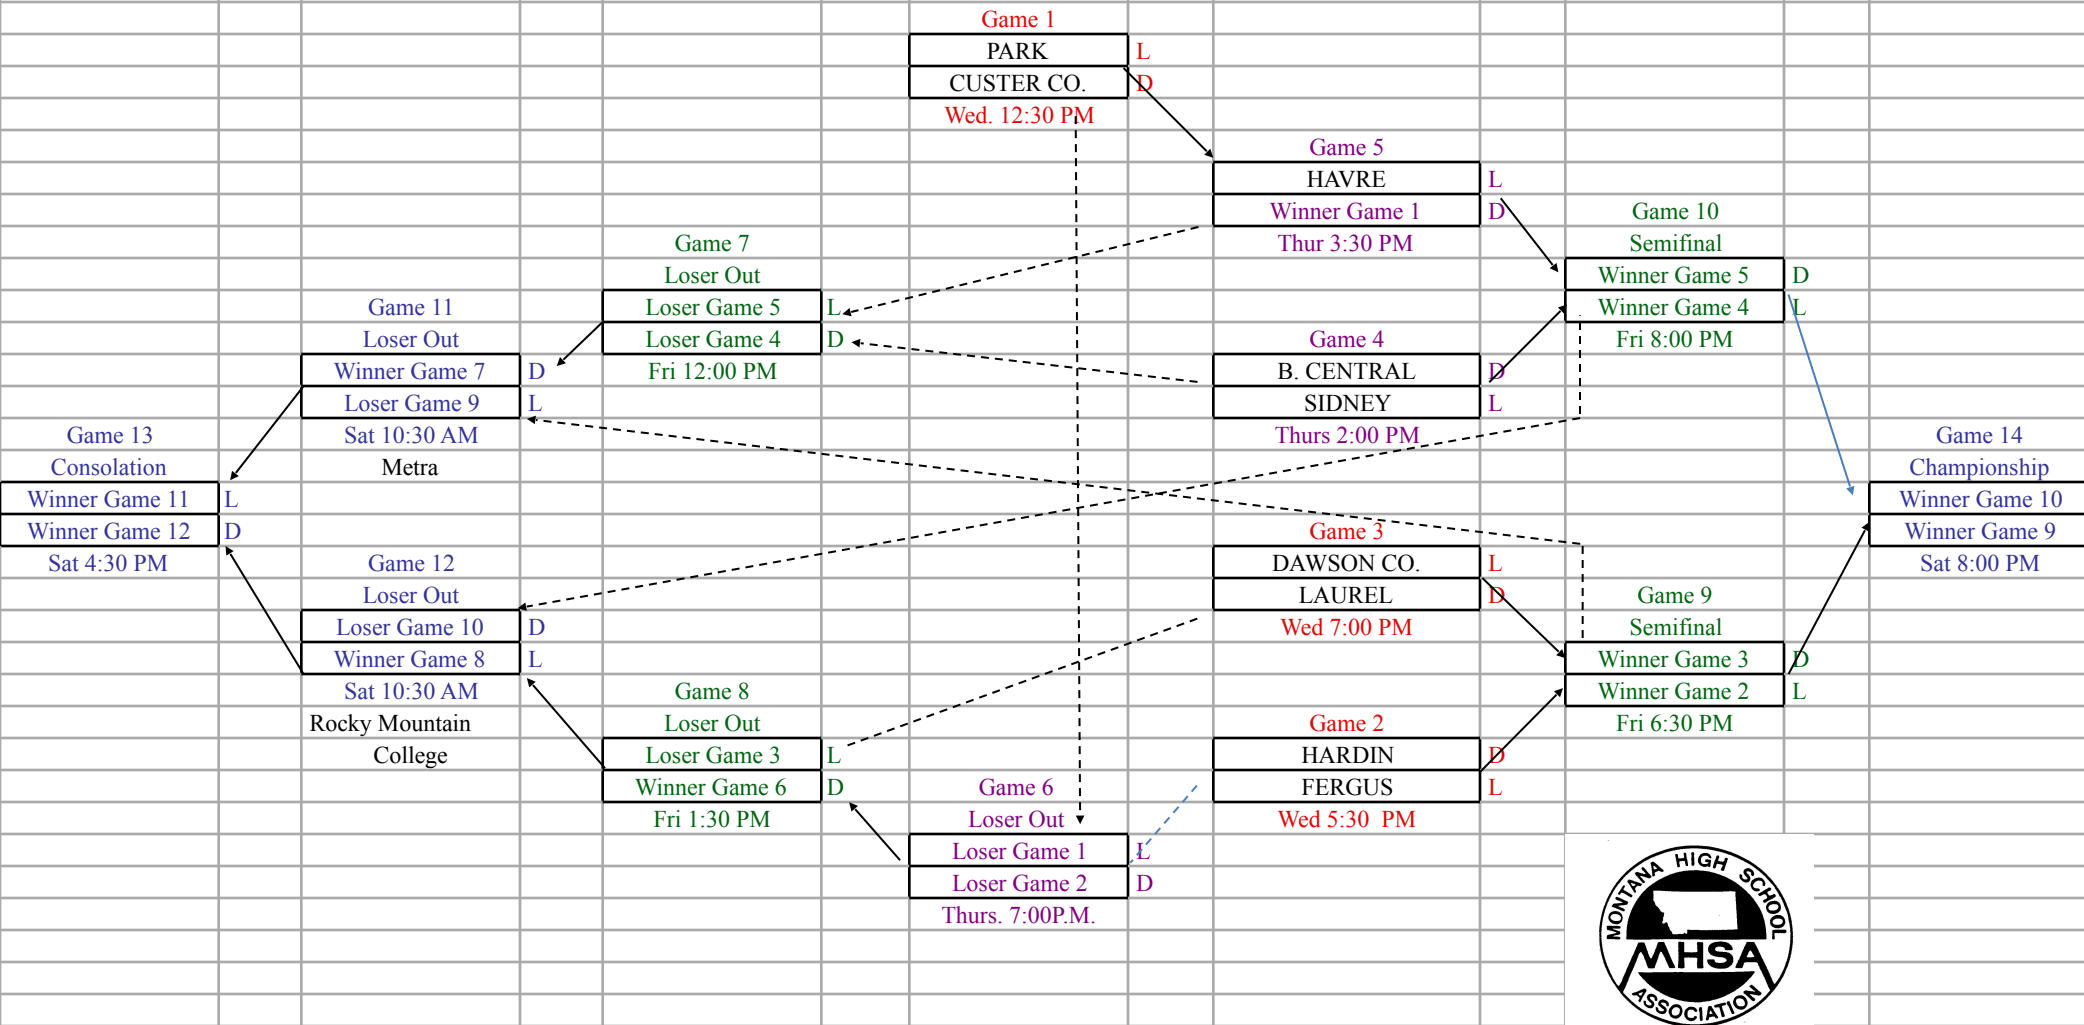 Game 1
PARK L
CUSTER CO. D
Wed. 12:30 PM
Game 5
HAVRE L
Winner Game 1 D
Thur 3:30 PM
Game 10
Semifinal
Winner Game 5 D
Winner Game 4 L
Fri 8:00 PM
Game 7
Loser Out
Loser Game 5 L
Loser Game 4 D
Fri 12:00 PM
Game 11
Loser Out
Winner Game 7 D
Loser Game 9 L
Sat 10:30 AM
Metra
Game 4
B. CENTRAL D
SIDNEY L
Thurs 2:00 PM
Game 13
Consolation
Winner Game 11 L
Winner Game 12 D
Sat 4:30 PM
Game 14
Championship
Winner Game 10
Winner Game 9
Sat 8:00 PM
Game 3
DAWSON CO. L
LAUREL D
Wed 7:00 PM
Game 12
Loser Out
Loser Game 10 D
Winner Game 8 L
Sat 10:30 AM
Rocky Mountain
College
Game 9
Semifinal
Winner Game 3 D
Winner Game 2 L
Fri 6:30 PM
Game 8
Loser Out
Loser Game 3 L
Winner Game 6 D
Fri 1:30 PM
Game 2
HARDIN D
FERGUS L
Wed 5:30 PM
Game 6
Loser Out
Loser Game 1 L
Loser Game 2 D
Thurs. 7:00P.M.
MONTANA HIGH SCHOOL
MHSA
ASSOCIATION